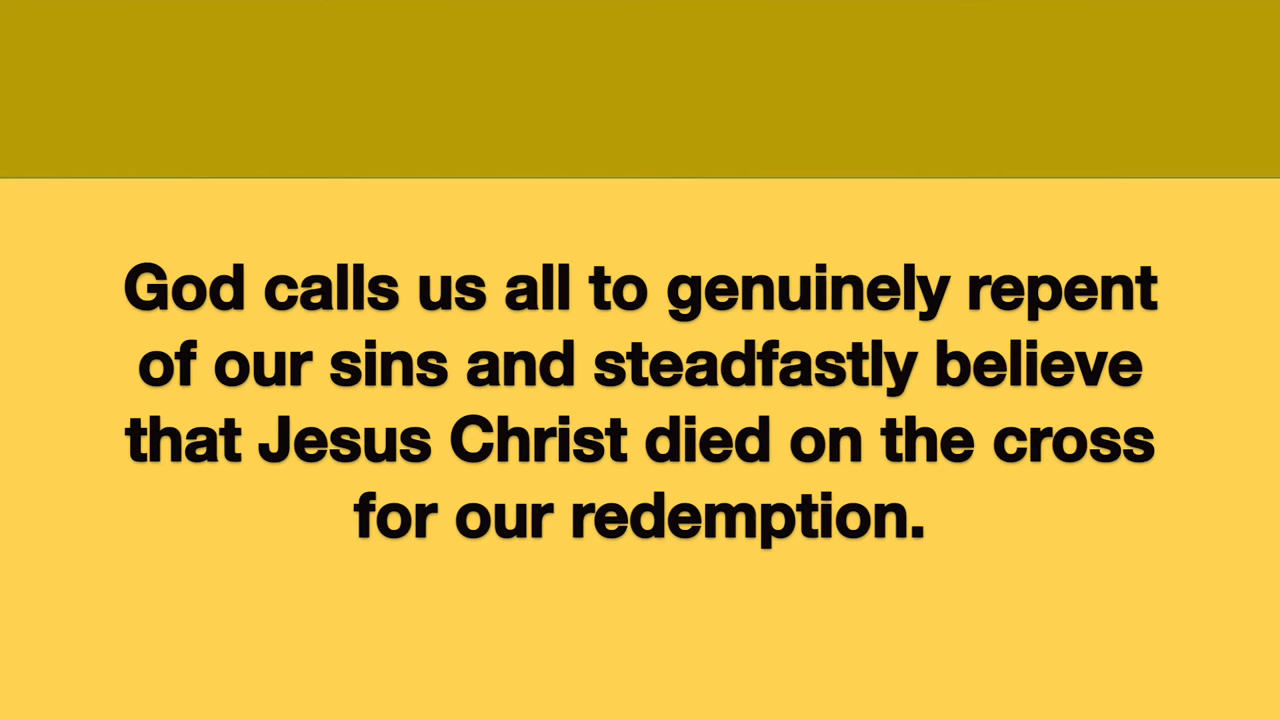 God calls us all to genuinely repent
of our sins and steadfastly believe
that Jesus Christ died on the cross
for our redemption.